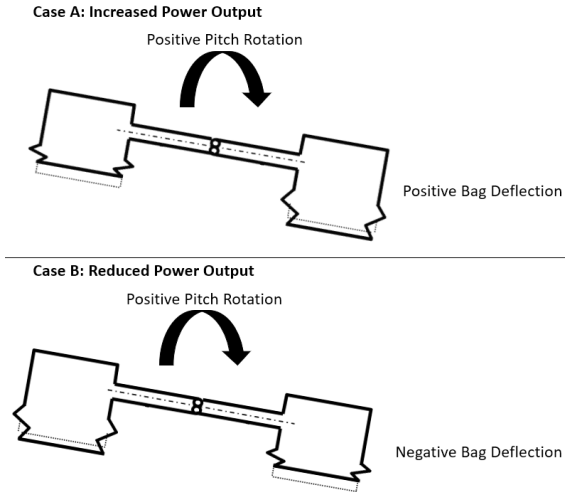 Case A: Increased Power Output
Positive Pitch Rotation
Positive Bag Deflection
Case B: Reduced Power Output
Positive Pitch Rotation
Negative Bag Deflection